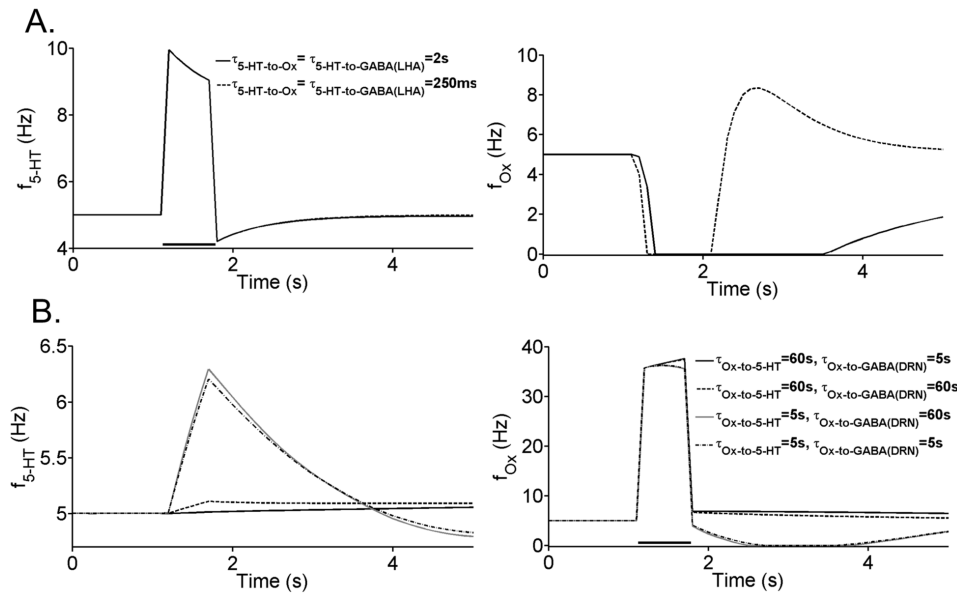 A.
f5-HT (Hz)
10
8
6
4
0
2
4
Time (s)
τ5-HT-to-Ox= τ5-HT-to-GABA(LHA)=2s
τ5-HT-to-Ox= τ5-HT-to-GABA(LHA)=250ms
fOx (Hz)
10
8
6
4
2
0
0
2
4
Time (s)
B.
f5-HT (Hz)
6.5
6
5.5
5
0
2
4
Time (s)
fOx (Hz)
40
30
20
10
0
0
2
4
Time (s)
τOx-to-5-HT=60s, τOx-to-GABA(DRN)=5s
τOx-to-5-HT=60s, τOx-to-GABA(DRN)=60s
τOx-to-5-HT=5s, τOx-to-GABA(DRN)=60s
τOx-to-5-HT=5s, τOx-to-GABA(DRN)=5s